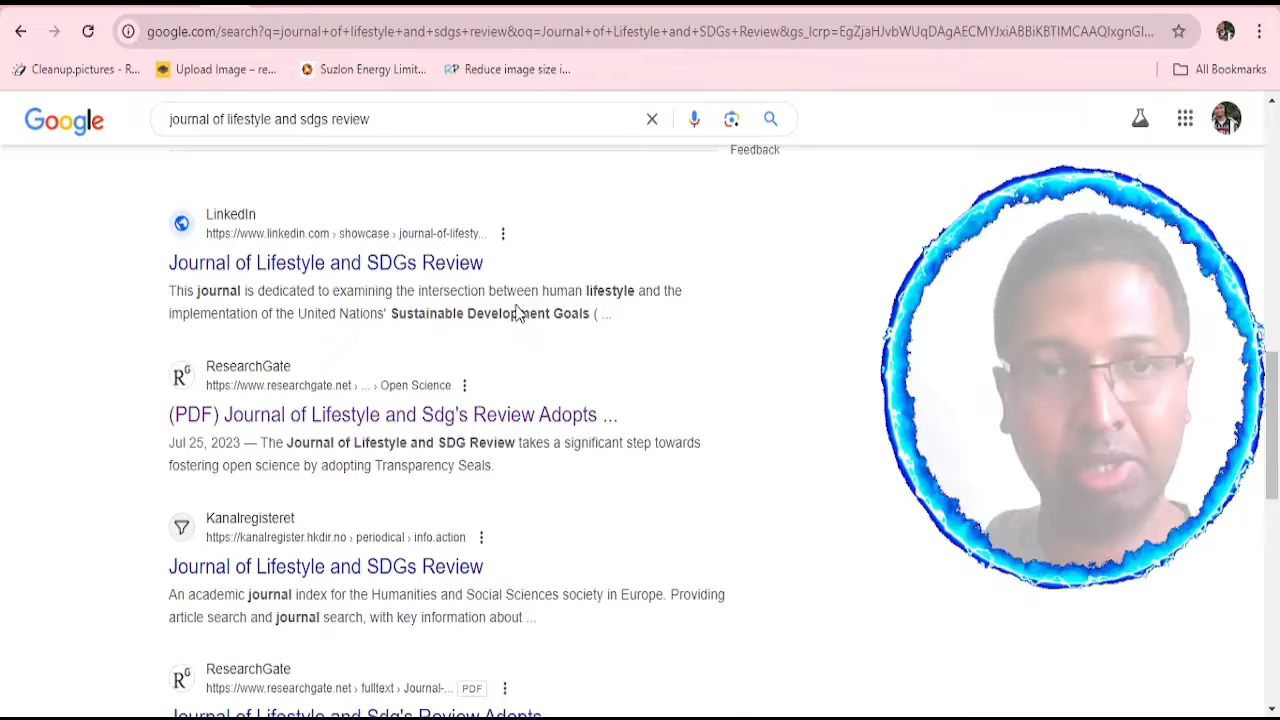 google.com/search?q=journal+of+lifestyle+and+sdgs+review&oq=Journal+of+Lifestyle+and+SDGs+Review&gs_lcrp=EgZjaHJvbWUqDAgAECMYJxiABBiKBTIMCAAQIxgnGI...
Cleanup.pictures - R... Upload Image – re... Suzlon Energy Limit... RP Reduce image size i... All Bookmarks
Google journal of lifestyle and sdgs review
Feedback
LinkedIn
https://www.linkedin.com › showcase › journal-of-lifesty...
Journal of Lifestyle and SDGs Review
This journal is dedicated to examining the intersection between human lifestyle and the
implementation of the United Nations' Sustainable Development Goals ( ...
ResearchGate
https://www.researchgate.net › ... › Open Science
(PDF) Journal of Lifestyle and Sdg's Review Adopts ...
Jul 25, 2023 — The Journal of Lifestyle and SDG Review takes a significant step towards
fostering open science by adopting Transparency Seals.
Kanalregisteret
https://kanalregister.hkdir.no › periodical › info.action
Journal of Lifestyle and SDGs Review
An academic journal index for the Humanities and Social Sciences society in Europe. Providing
article search and journal search, with key information about ...
ResearchGate
https://www.researchgate.net › fulltext › Journal-... PDF
Journal of Lifestyle and Sdg's Review Adopts